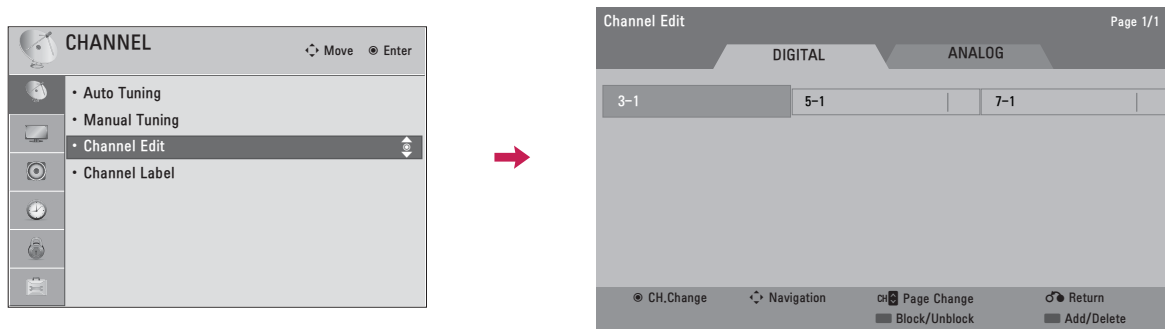 CHANNEL
Move Enter
• Auto Tuning
• Manual Tuning
• Channel Edit
• Channel Label
Channel Edit Page 1/1
DIGITAL ANALOG
3-1 5-1 7-1
CH.Change Navigation CH Page Change Return
Block/Unblock Add/Delete